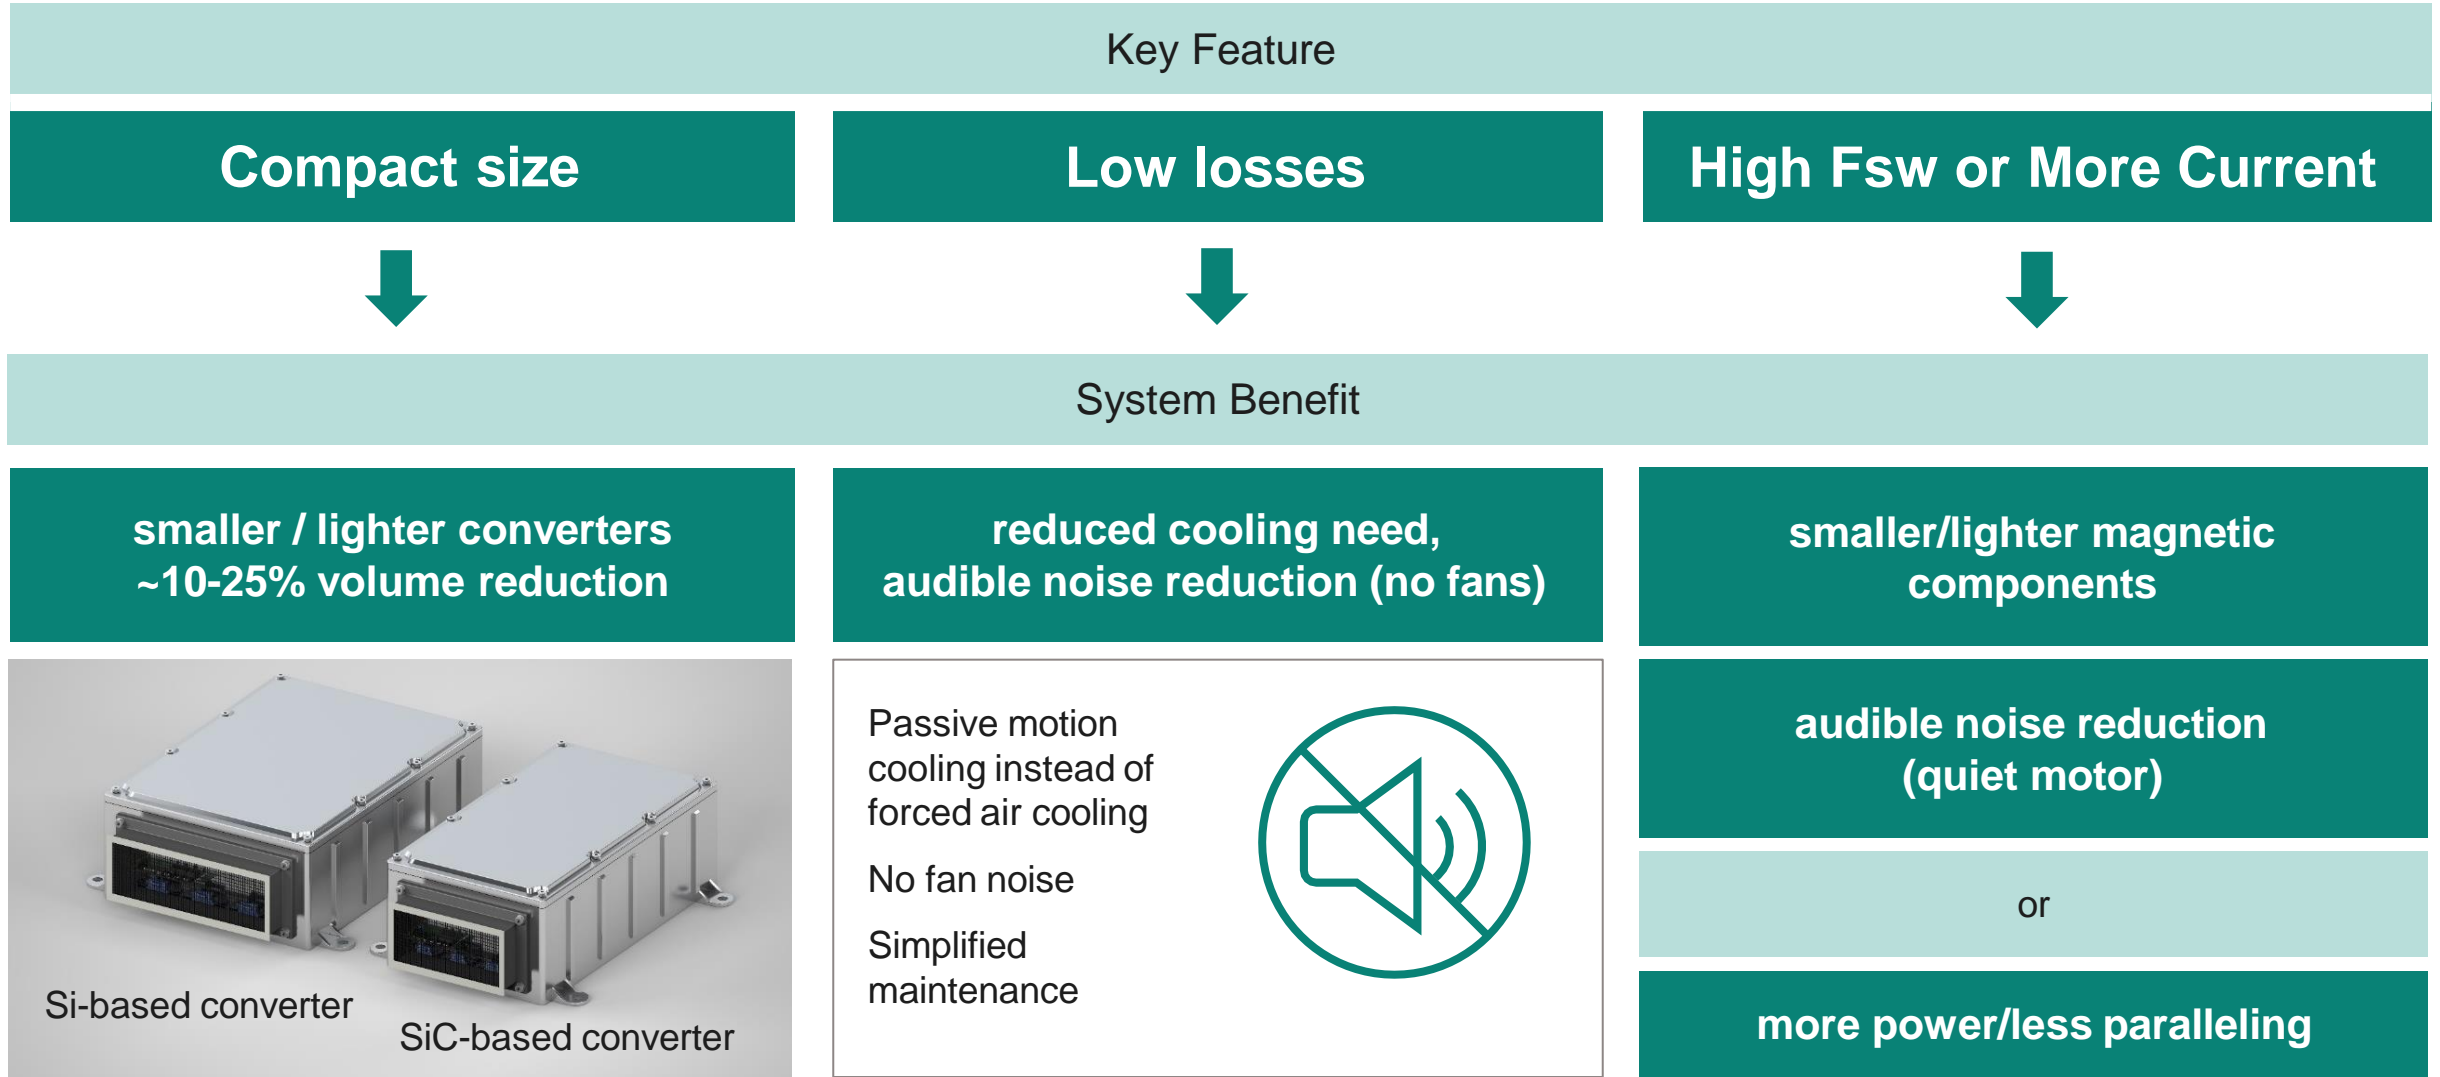 Key Feature
Compact size
Low losses
High Fsw or More Current
System Benefit
smaller / lighter converters
~10-25% volume reduction
reduced cooling need,
audible noise reduction (no fans)
smaller/lighter magnetic
components
Si-based converter
SiC-based converter
Passive motion
cooling instead of
forced air cooling
No fan noise
Simplified
maintenance
audible noise reduction
(quiet motor)
or
more power/less paralleling